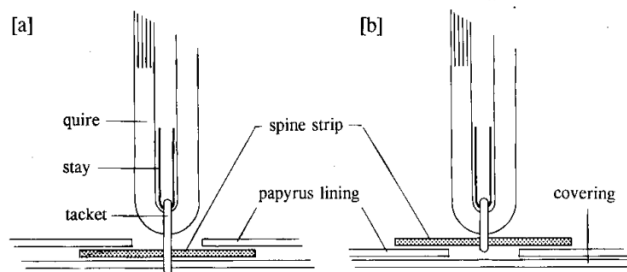 [a]
[b]
quire
spine strip
stay
papyrus lining
covering
tacket